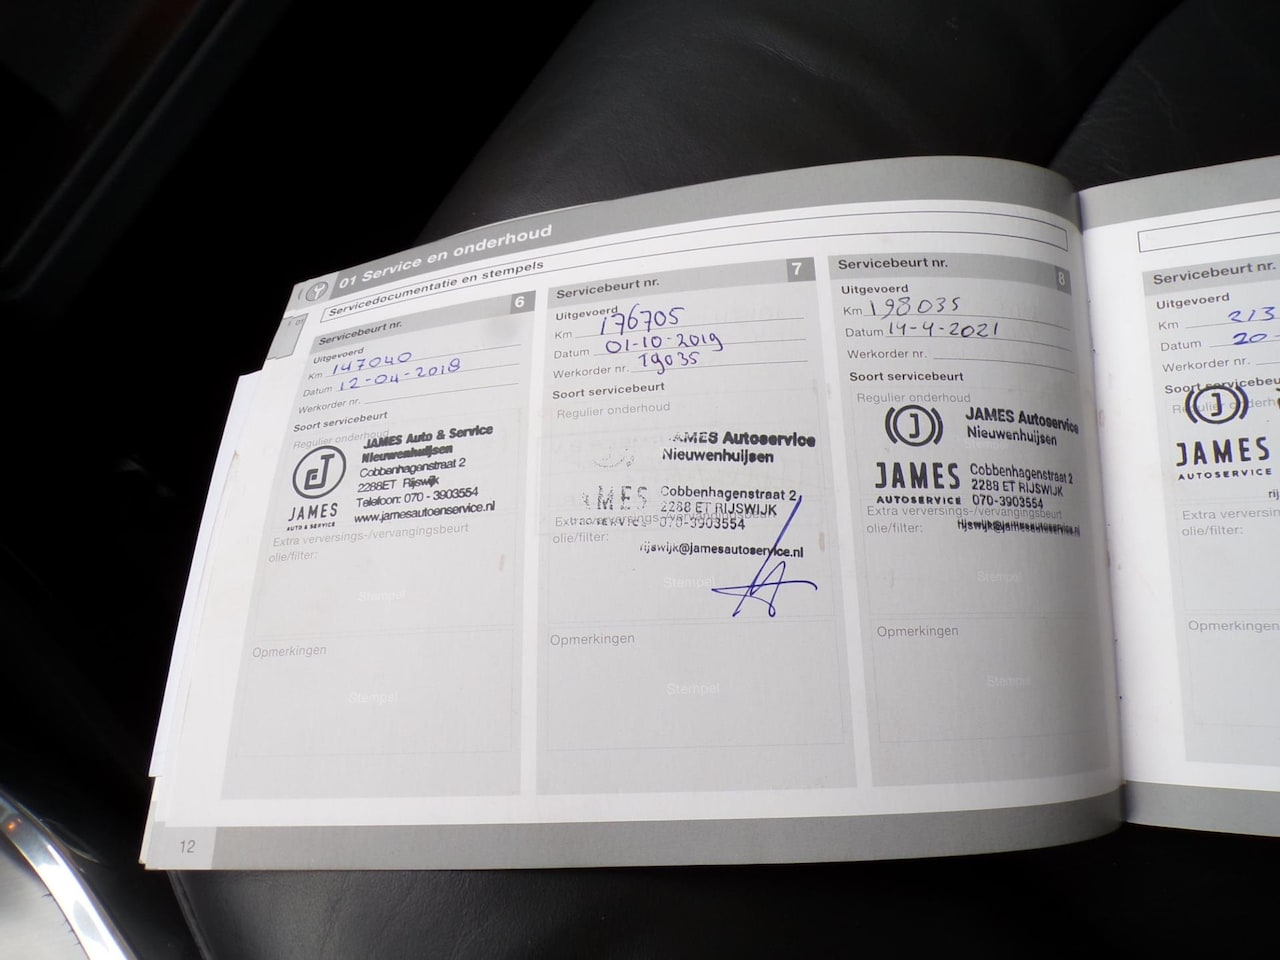 01 Service en onderhoud
Servicedocumentatie en stempels
Servicebeurt nr. 6
Uitgevoerd
Km 147040
Datum 12-04-2018
Werkorder nr.
Soort servicebeurt
Regulier onderhoud
JAMES Auto & Service
Nieuwenhuijsen
Cobbenhagenstraat 2
2288ET Rijswijk
Telefoon: 070 - 3903554
www.jamesautoenservice.nl
JAMES
AUTO & SERVICE
Extra verversings-/vervangingsbeurt
olie/filter:
Stempel
Opmerkingen
Stempel
12
Servicebeurt nr. 7
Uitgevoerd
Km 176705
Datum 01-10-2019
Werkorder nr. 19035
Soort servicebeurt
Regulier onderhoud
JAMES Autoservice
Nieuwenhuijsen
JAMES
Cobbenhagenstraat 2
2288 ET RIJSWIJK
070-3903554
Extra verversings-/vervangingsbeurt
olie/filter:
rijswijk@jamesautoservice.nl
Stempel
Opmerkingen
Stempel
Servicebeurt nr. 8
Uitgevoerd
Km 198035
Datum 14-4-2021
Werkorder nr.
Soort servicebeurt
Regulier onderhoud
JAMES Autoservice
Nieuwenhuijsen
JAMES
AUTOSERVICE
Cobbenhagenstraat 2
2288 ET RIJSWIJK
070-3903554
rijswijk@jamesautoservice.nl
Extra verversings-/vervangingsbeurt
olie/filter:
Stempel
Opmerkingen
Stempel
Servicebeurt nr.
Uitgevoerd
Km 213
Datum 20-
Werkorder nr.
Soort servicebeu
Regulier onderh
JAMES
AUTOSERVICE
Extra verversings
olie/filter:
Opmerkingen